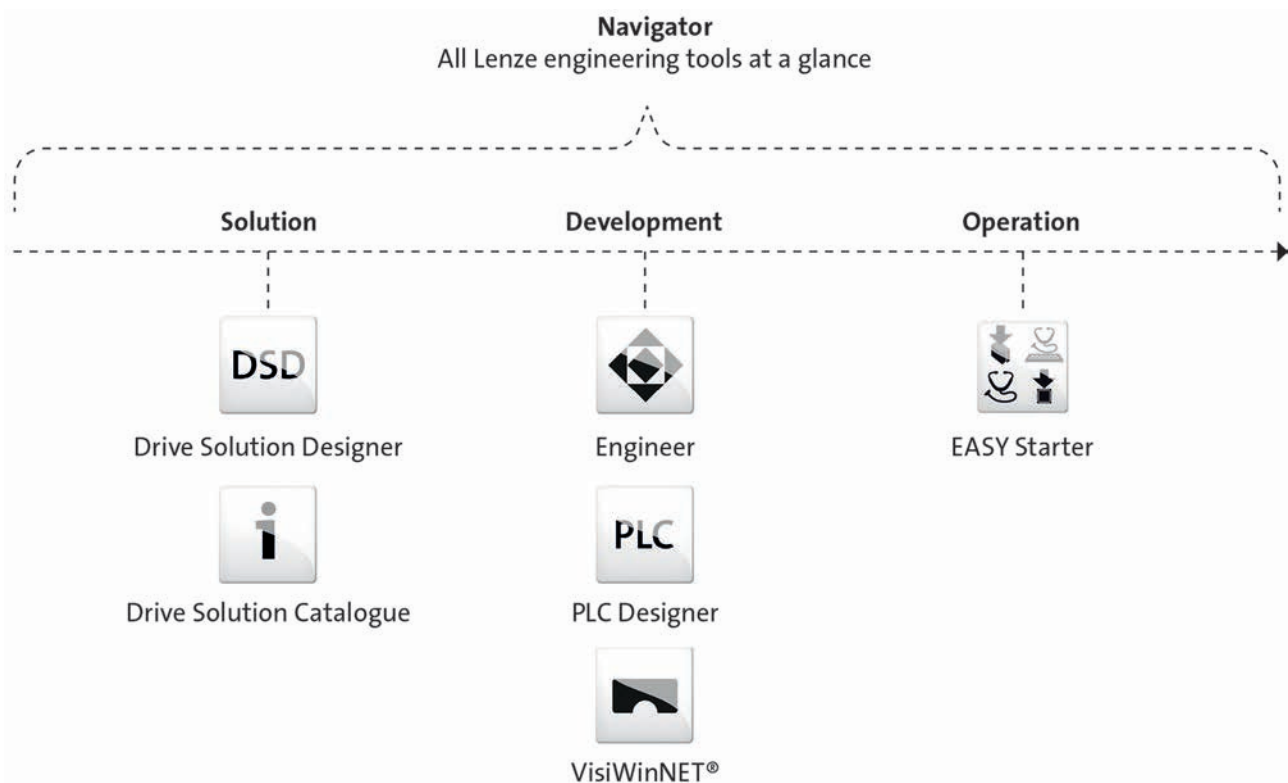 Navigator
All Lenze engineering tools at a glance
Solution
Development
Operation
DSD
Drive Solution Designer
i
Drive Solution Catalogue
Engineer
PLC
PLC Designer
VisiWinNET®
EASY Starter